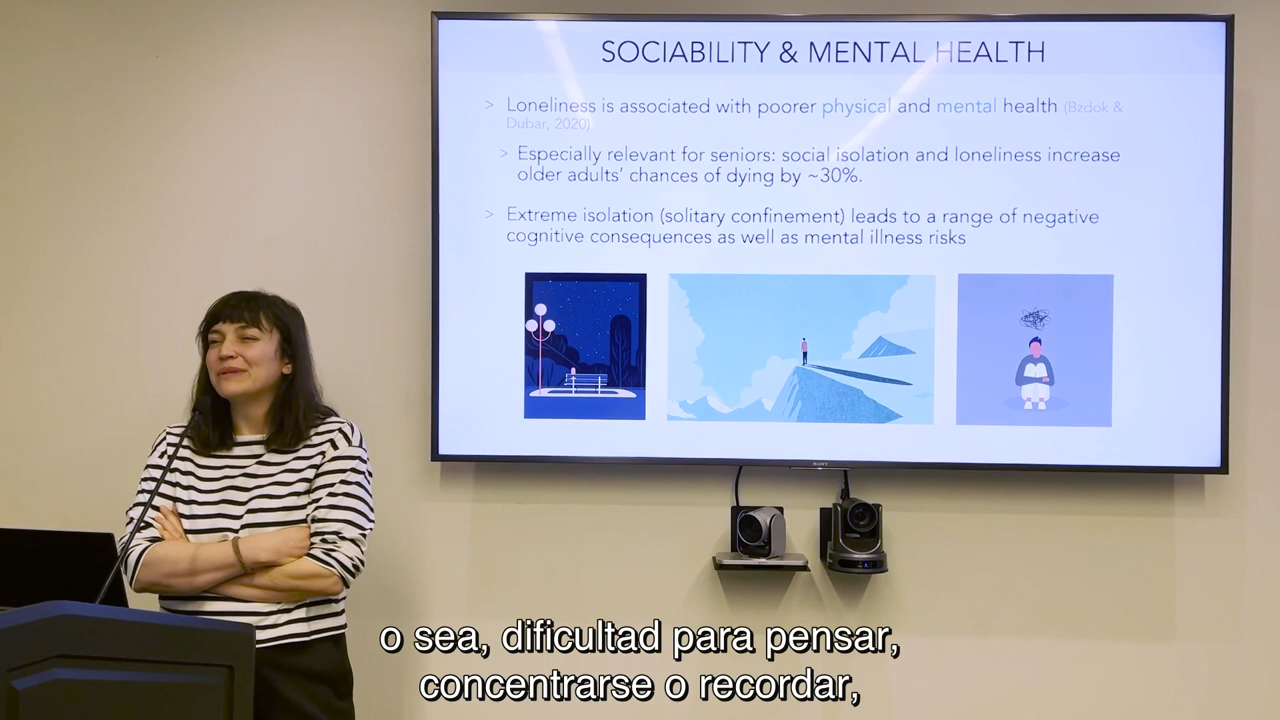 SOCIABILITY & MENTAL HEALTH
> Loneliness is associated with poorer physical and mental health (Bzdok &
Dubar, 2020)
> Especially relevant for seniors: social isolation and loneliness increase
older adults' chances of dying by ~30%.
> Extreme isolation (solitary confinement) leads to a range of negative
cognitive consequences as well as mental illness risks
SONY
o sea, dificultad para pensar,
concentrarse o recordar,